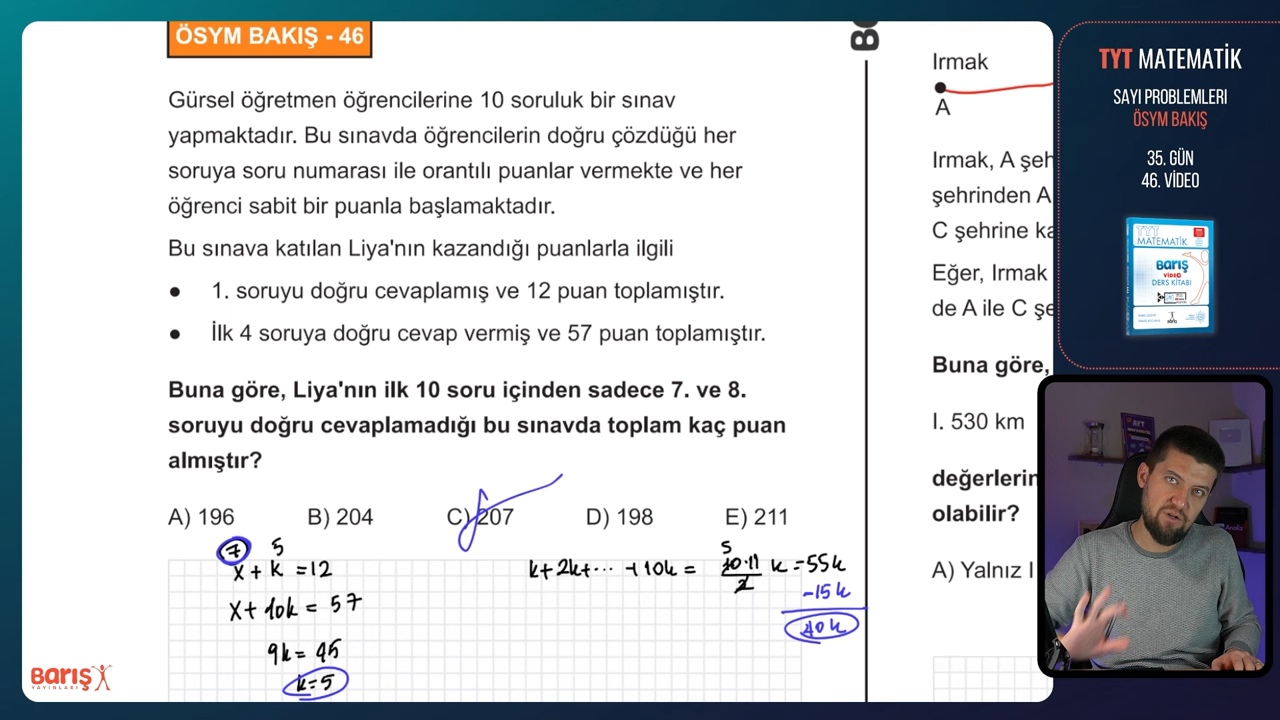 ÖSYM BAKIŞ - 46
Gürsel öğretmen öğrencilerine 10 soruluk bir sınav
yapmaktadır. Bu sınavda öğrencilerin doğru çözdüğü her
soruya soru numarası ile orantılı puanlar vermekte ve her
öğrenci sabit bir puanla başlamaktadır.
Bu sınava katılan Liya'nın kazandığı puanlarla ilgili
● 1. soruyu doğru cevaplamış ve 12 puan toplamıştır.
● İlk 4 soruya doğru cevap vermiş ve 57 puan toplamıştır.
Buna göre, Liya'nın ilk 10 soru içinden sadece 7. ve 8.
soruyu doğru cevaplamadığı bu sınavda toplam kaç puan
almıştır?
A) 196 B) 204 C) 207 D) 198 E) 211
7 5
x + k = 12
x + 10k = 57
9k = 45
k = 5
5
k + 2k + ... + 10k = 10.11/2 k = 55k
-15k
40k
Irmak
A
Irmak, A şeh
şehrinden A
C şehrine ka
Eğer, Irmak
de A ile C şe
Buna göre,
I. 530 km
değerlerin
olabilir?
A) Yalnız I
TYT MATEMATİK
SAYI PROBLEMLERI
ÖSYM BAKIŞ
35. GÜN
46. VİDEO
TYT
MATEMATİK
BARIŞ
VİDEO
DERS KİTABI
BARIŞ
YAYINLARI